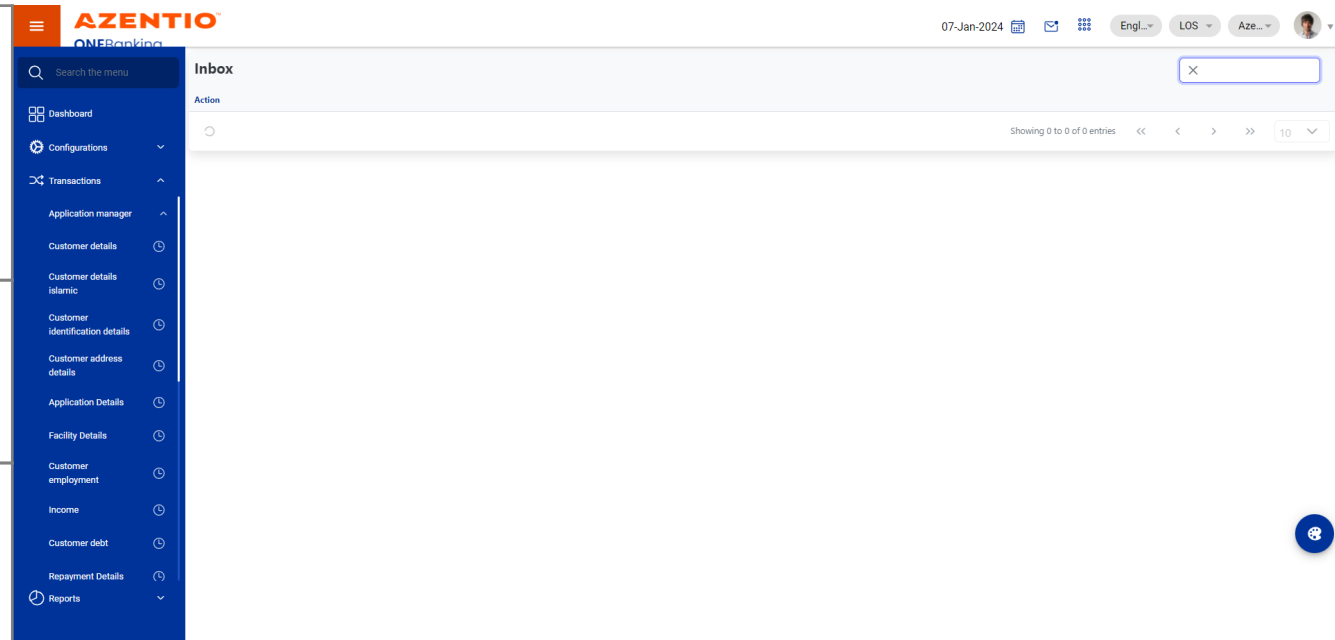 AZENTIO
ONEBanking
07-Jan-2024
Engl...
LOS
Aze...
Search the menu
Dashboard
Configurations
Transactions
Application manager
Customer details
Customer details
islamic
Customer
identification details
Customer address
details
Application Details
Facility Details
Customer
employment
Income
Customer debt
Repayment Details
Reports
Inbox
Action
Showing 0 to 0 of 0 entries
10